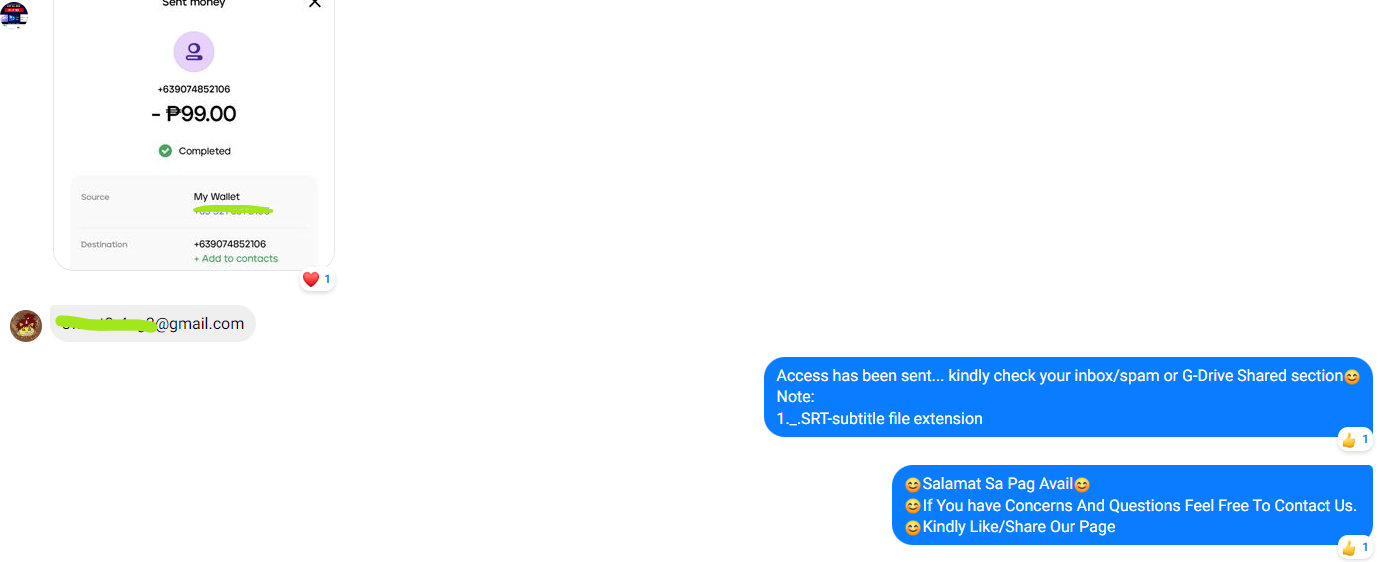 Sent money
+639074852106
- ₱99.00
Completed
Source
My Wallet
Destination
+639074852106
+ Add to contacts
1
@gmail.com
Access has been sent... kindly check your inbox/spam or G-Drive Shared section😊
Note:
1._.SRT-subtitle file extension
1
😊Salamat Sa Pag Avail😊
😊If You have Concerns And Questions Feel Free To Contact Us.
😊Kindly Like/Share Our Page
1